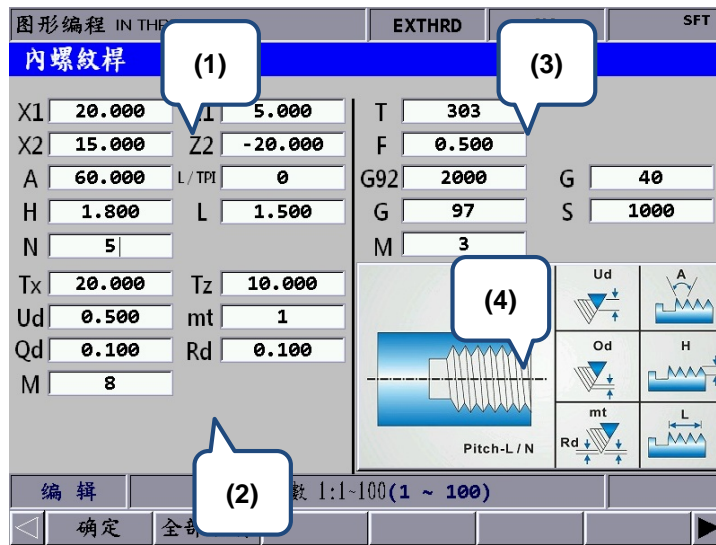 图形编程 IN THR EXTHRD SFT
內螺紋桿
(1) (3)
X1 20.000 Z1 5.000 T 303
X2 15.000 Z2 -20.000 F 0.500
A 60.000 L/TPI 0 G92 2000 G 40
H 1.800 L 1.500 G 97 S 1000
N 5 M 3
Tx 20.000 Tz 10.000
Ud 0.500 mt 1
Qd 0.100 Rd 0.100
M 8
(4)
Ud A
Od H
mt L
Rd
Pitch-L/N
(2)
编 辑 數 1:1~100(1 ~ 100)
确定 全部